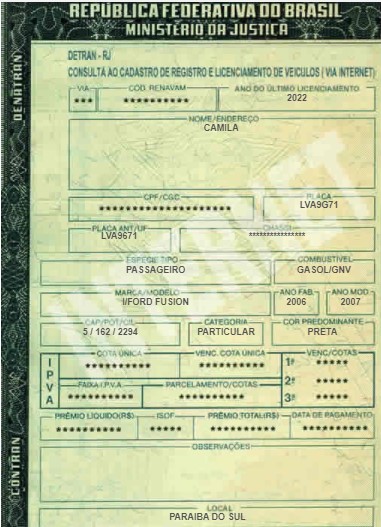 REPÚBLICA FEDERATIVA DO BRASIL
MINISTÉRIO DA JUSTIÇA
DENATRAN
DETRAN - RJ
CONSULTA AO CADASTRO DE REGISTRO E LICENCIAMENTO DE VEICULOS ( VIA INTERNET)
VIA CÓD. RENAVAM ANO DO ÚLTIMO LICENCIAMENTO
*** ********** 2022
NOME/ENDEREÇO
CAMILA
CPF/CGC PLACA
******************** LVA9G71
PLACA ANT/UF CHASSI
LVA9671 ****************
ESPÉCIE TIPO COMBUSTÍVEL
PASSAGEIRO GASOL/GNV
MARCA/MODELO ANO FAB. ANO MOD.
I/FORD FUSION 2006 2007
CAP/POT/CIL CATEGORIA COR PREDOMINANTE
5 / 162 / 2294 PARTICULAR PRETA
IPVA
COTA ÚNICA VENC. COTA ÚNICA VENC/COTAS
********** ********** 1ª *****
FAIXA I.P.V.A PARCELAMENTO/COTAS 2ª *****
********** ********** 3ª *****
PRÊMIO LIQUIDO(R$) ISOF PRÊMIO TOTAL(R$) DATA DE PAGAMENTO
********** ***** ********** **********
OBSERVAÇÕES
CONTRAN
LOCAL
PARAIBA DO SUL
INTERNET